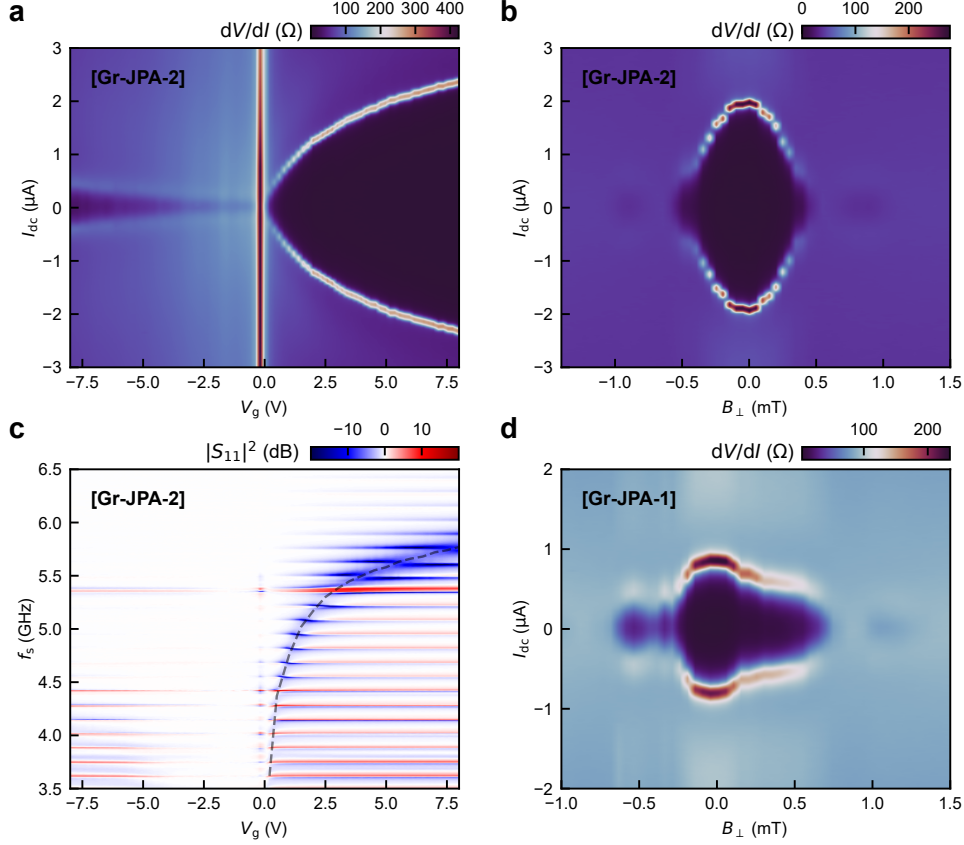 a
dV/dI (Ω)
100 200 300 400
[Gr-JPA-2]
3
2
1
0
−1
−2
−3
I_dc (µA)
−7.5 −5.0 −2.5 0.0 2.5 5.0 7.5
V_g (V)
b
dV/dI (Ω)
0 100 200
[Gr-JPA-2]
3
2
1
0
−1
−2
−3
I_dc (µA)
−1.0 −0.5 0.0 0.5 1.0 1.5
B_⊥ (mT)
c
|S_11|^2 (dB)
−10 0 10
[Gr-JPA-2]
6.5
6.0
5.5
5.0
4.5
4.0
3.5
f_s (GHz)
−7.5 −5.0 −2.5 0.0 2.5 5.0 7.5
V_g (V)
d
dV/dI (Ω)
100 200
[Gr-JPA-1]
2
1
0
−1
−2
I_dc (µA)
−1.0 −0.5 0.0 0.5 1.0 1.5
B_⊥ (mT)